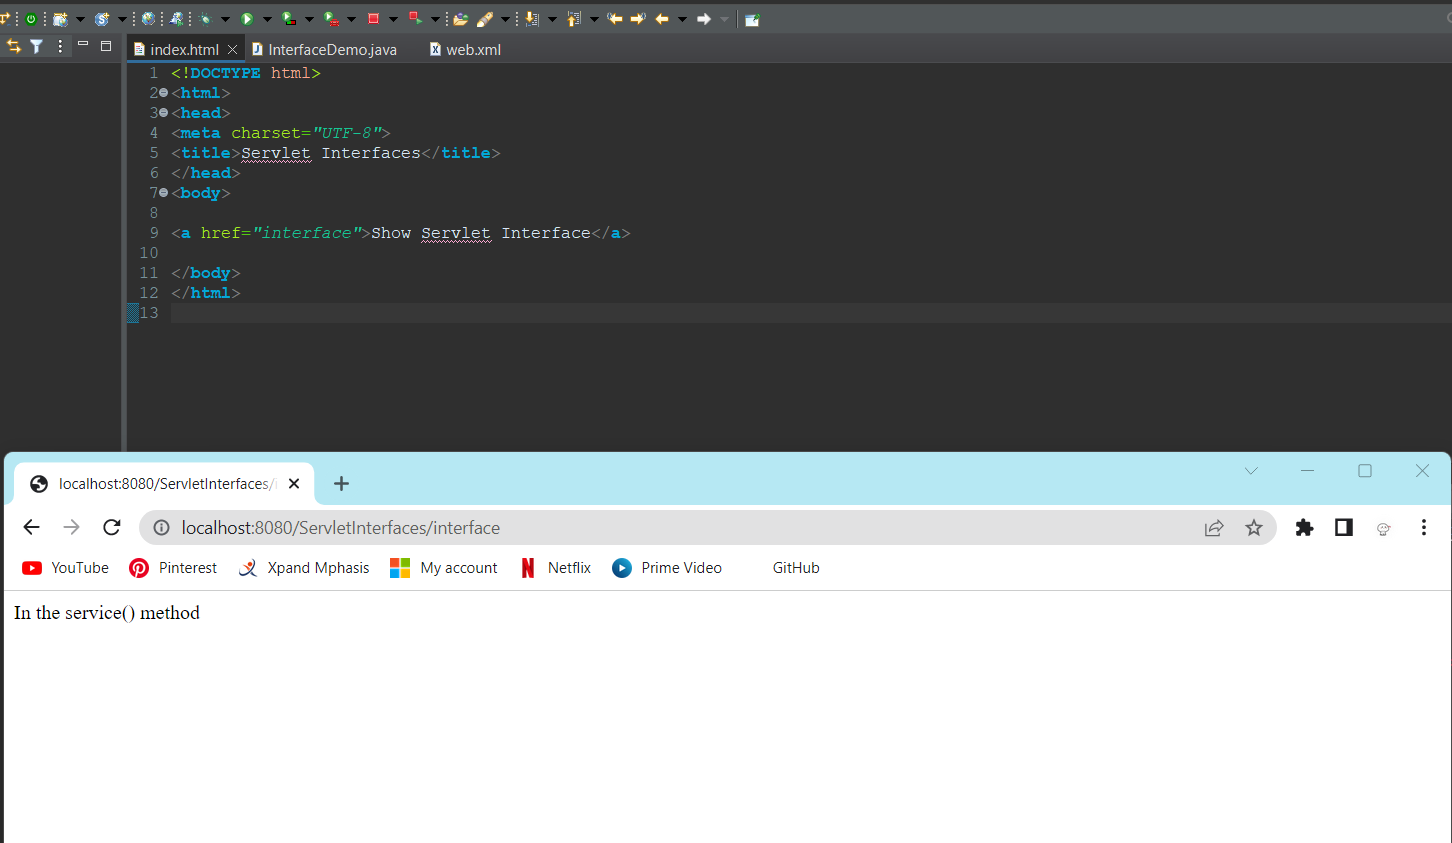 index.html InterfaceDemo.java web.xml
1 <!DOCTYPE html>
2 <html>
3 <head>
4 <meta charset="UTF-8">
5 <title>Servlet Interfaces</title>
6 </head>
7 <body>
8
9 <a href="interface">Show Servlet Interface</a>
10
11 </body>
12 </html>
13
localhost:8080/ServletInterfaces/i
localhost:8080/ServletInterfaces/interface
YouTube Pinterest Xpand Mphasis My account Netflix Prime Video GitHub
In the service() method